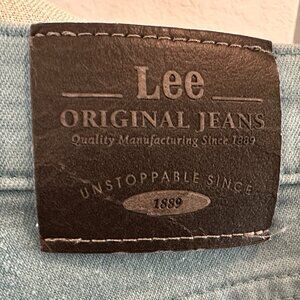 Lee
ORIGINAL JEANS
Quality Manufacturing Since 1889
UNSTOPPABLE SINCE
1889